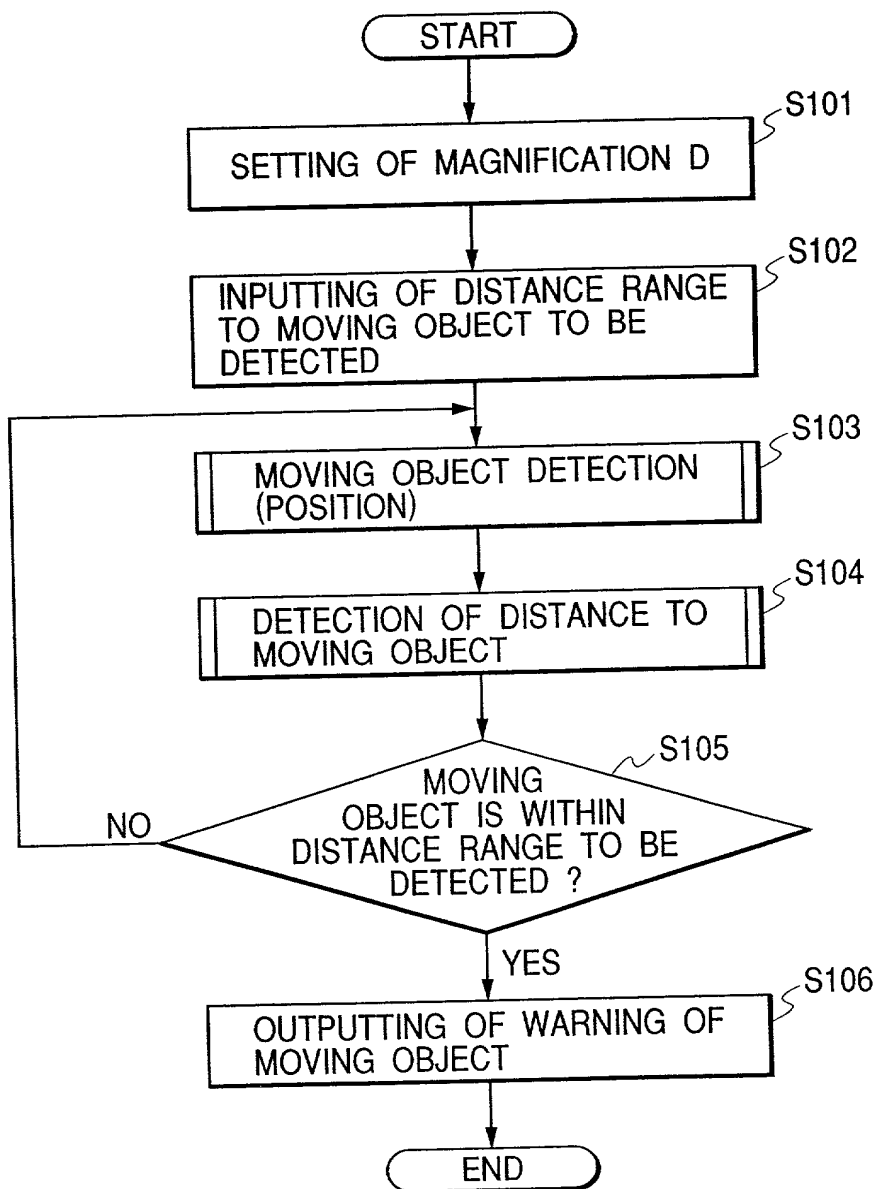 START
S101
SETTING OF MAGNIFICATION D
S102
INPUTTING OF DISTANCE RANGE
TO MOVING OBJECT TO BE
DETECTED
S103
MOVING OBJECT DETECTION
(POSITION)
S104
DETECTION OF DISTANCE TO
MOVING OBJECT
S105
MOVING
OBJECT IS WITHIN
DISTANCE RANGE TO BE
DETECTED ?
NO
YES
S106
OUTPUTTING OF WARNING OF
MOVING OBJECT
END